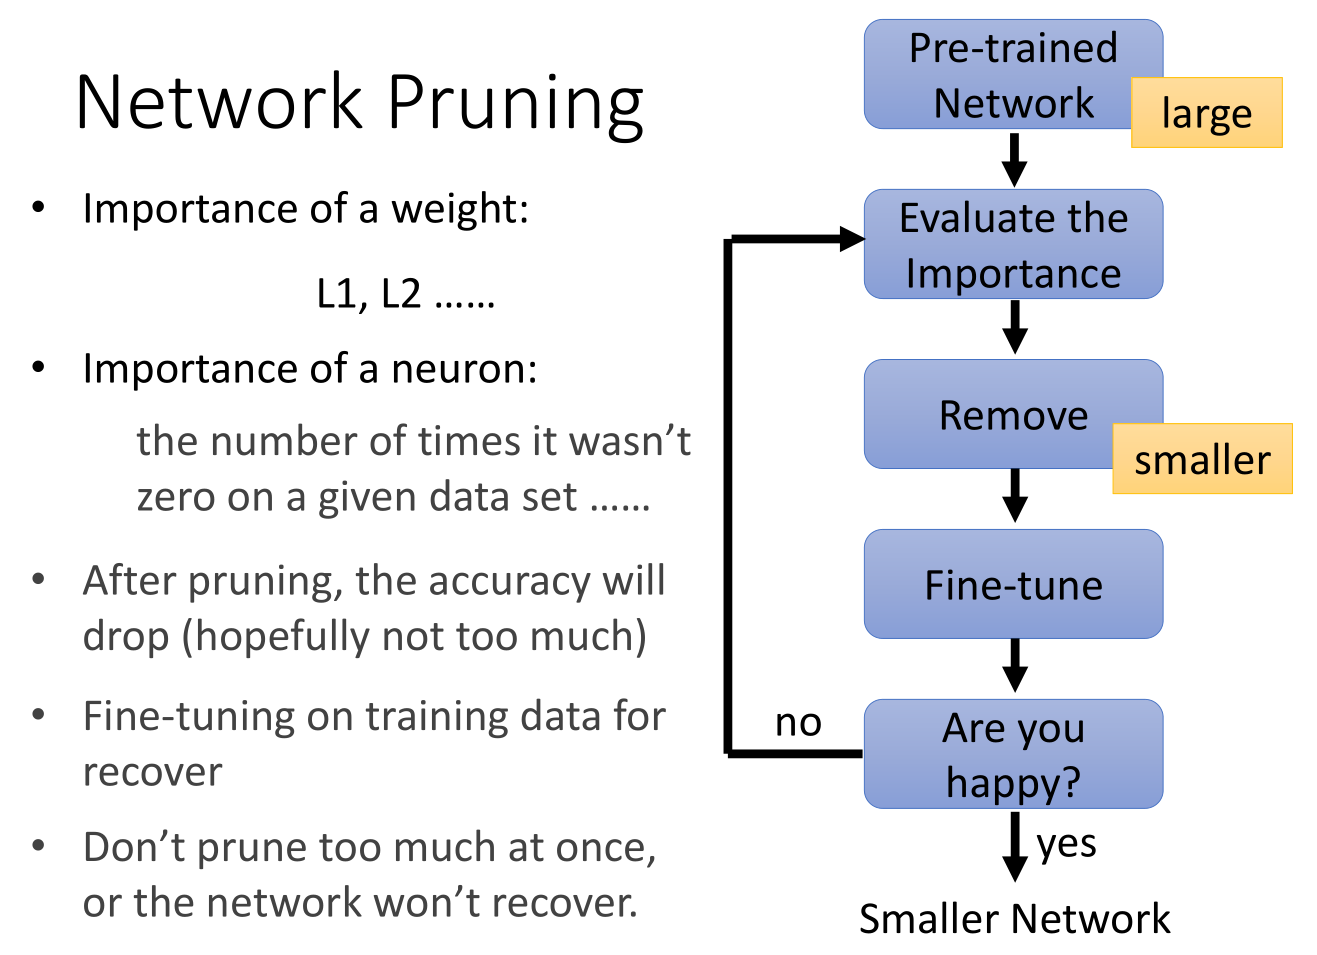 Network Pruning
• Importance of a weight:
L1, L2 ……
• Importance of a neuron:
the number of times it wasn’t
zero on a given data set ……
• After pruning, the accuracy will
drop (hopefully not too much)
• Fine-tuning on training data for
recover
• Don’t prune too much at once,
or the network won’t recover.
Pre-trained
Network
large
Evaluate the
Importance
Remove
smaller
Fine-tune
Are you
happy?
no
yes
Smaller Network